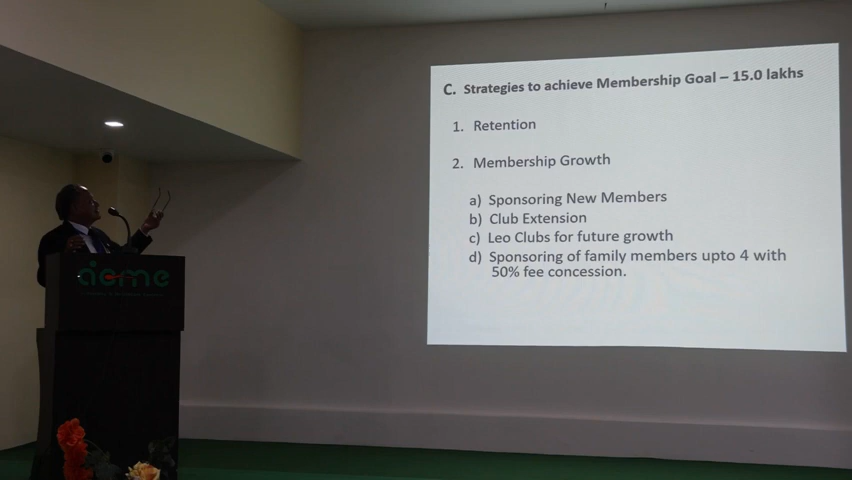 C. Strategies to achieve Membership Goal – 15.0 lakhs
1. Retention
2. Membership Growth
a) Sponsoring New Members
b) Club Extension
c) Leo Clubs for future growth
d) Sponsoring of family members upto 4 with
50% fee concession.